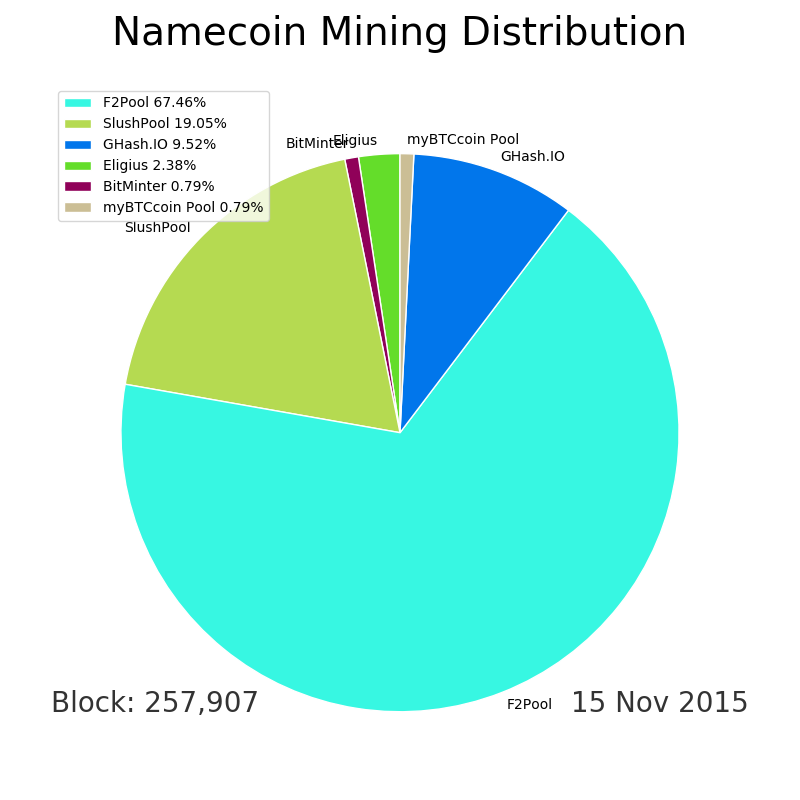 Namecoin Mining Distribution
F2Pool 67.46%
SlushPool 19.05%
GHash.IO 9.52%
Eligius 2.38%
BitMinter 0.79%
myBTCcoin Pool 0.79%
Eligius
myBTCcoin Pool
BitMinter
GHash.IO
SlushPool
F2Pool
Block: 257,907
15 Nov 2015